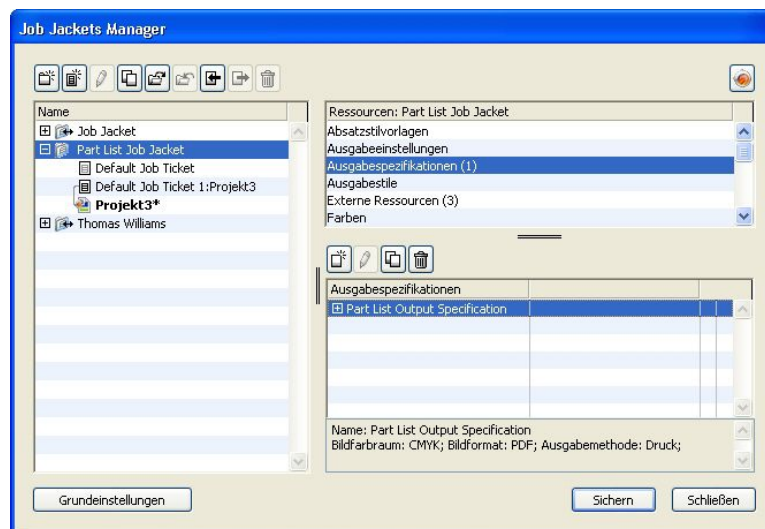 Job Jackets Manager
Name
Job Jacket
Part List Job Jacket
Default Job Ticket
Default Job Ticket 1:Projekt3
Projekt3*
Thomas Williams
Ressourcen: Part List Job Jacket
Absatzstilvorlagen
Ausgabeeinstellungen
Ausgabespezifikationen (1)
Ausgabestile
Externe Ressourcen (3)
Farben
Ausgabespezifikationen
Part List Output Specification
Name: Part List Output Specification
Bildfarbraum: CMYK; Bildformat: PDF; Ausgabemethode: Druck;
Grundeinstellungen
Sichern
Schließen